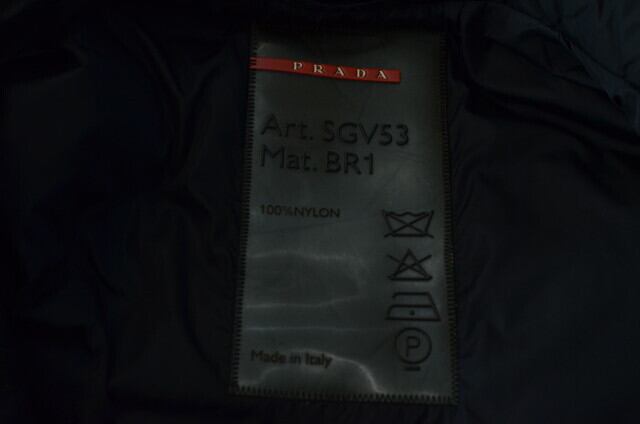 PRADA
Art. SGV53
Mat. BR1
100%NYLON
P
Made in Italy